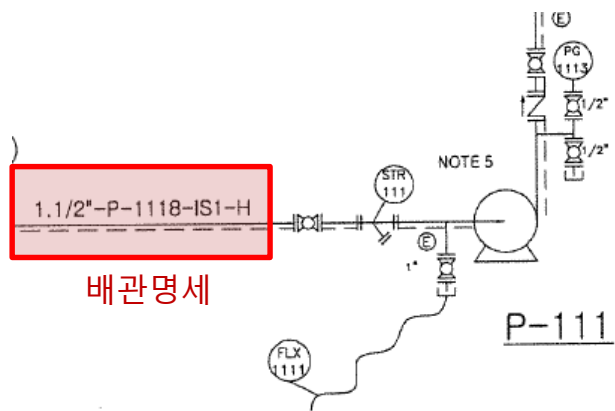 E
PG
1113
1/2"
1/2"
NOTE 5
STR
111
1.1/2"-P-1118-IS1-H
E
1"
배관명세
P-111
FLX
1111